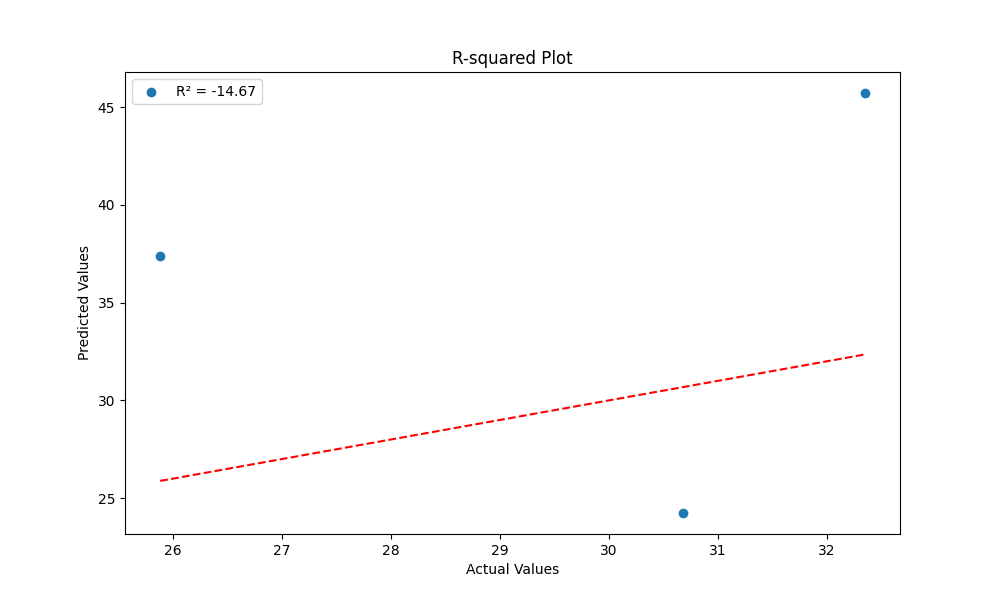 R-squared Plot
R² = -14.67
45
40
35
30
25
Predicted Values
26 27 28 29 30 31 32
Actual Values